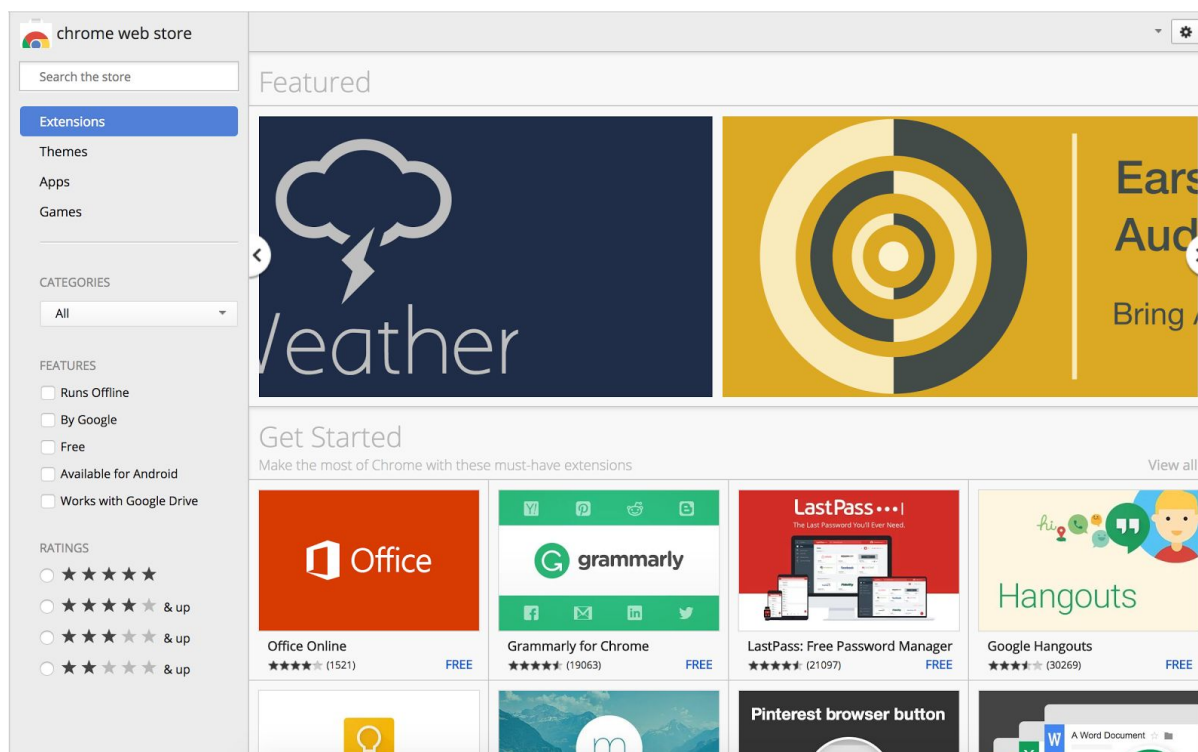 chrome web store
Search the store
Extensions
Themes
Apps
Games
CATEGORIES
All
FEATURES
Runs Offline
By Google
Free
Available for Android
Works with Google Drive
RATINGS
& up
& up
& up
Featured
Weather
Ears
Aud
Bring A
Get Started
Make the most of Chrome with these must-have extensions
View all
Office
Office Online
(1521) FREE
grammarly
Grammarly for Chrome
(19063) FREE
LastPass
The Last Password You'll Ever Need.
LastPass: Free Password Manager
(21097) FREE
hi
Hangouts
Google Hangouts
(30269) FREE
m
Pinterest browser button
W
A Word Document